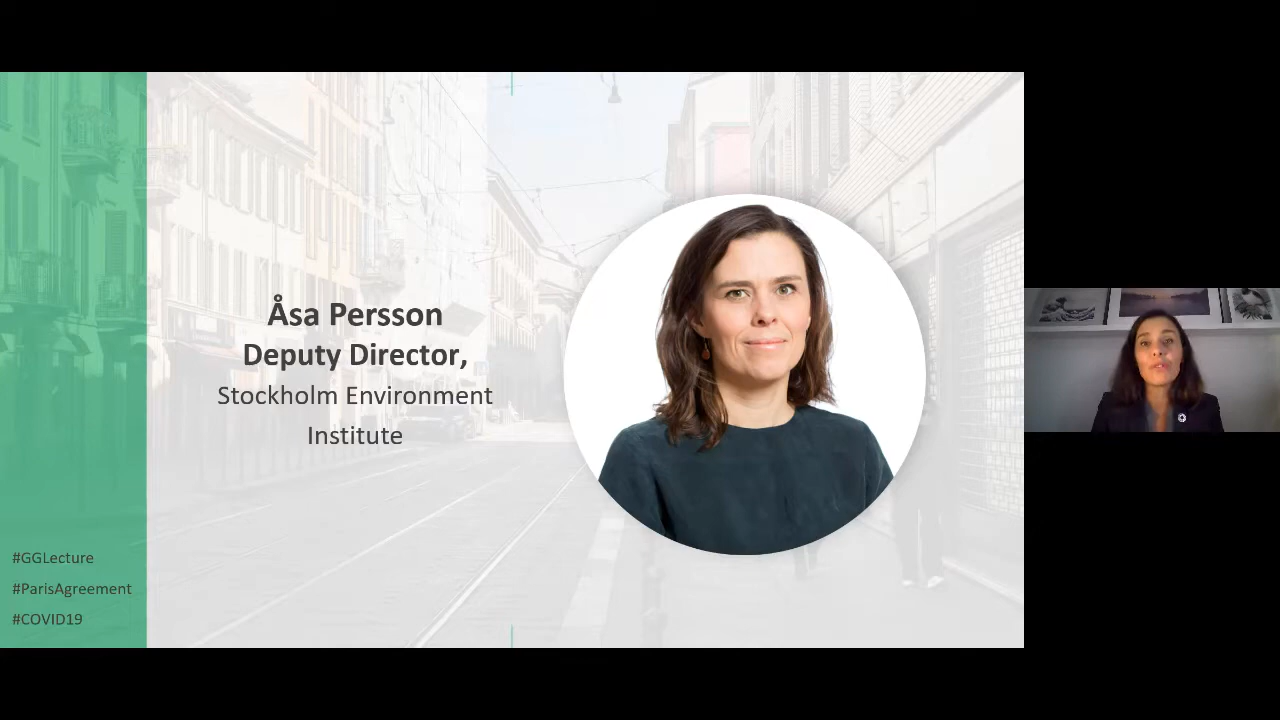 Åsa Persson
Deputy Director,
Stockholm Environment
Institute
#GGLecture
#ParisAgreement
#COVID19